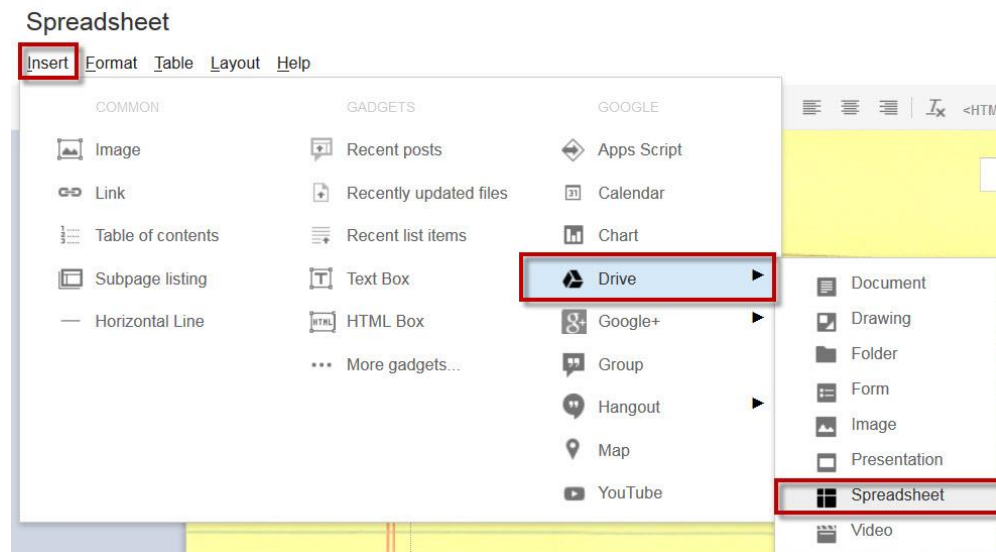 Spreadsheet
Insert Format Table Layout Help
COMMON
Image
Link
Table of contents
Subpage listing
Horizontal Line
GADGETS
Recent posts
Recently updated files
Recent list items
Text Box
HTML Box
More gadgets...
GOOGLE
Apps Script
31 Calendar
Chart
Drive
Google+
Group
Hangout
Map
YouTube
<HTM
Document
Drawing
Folder
Form
Image
Presentation
Spreadsheet
Video